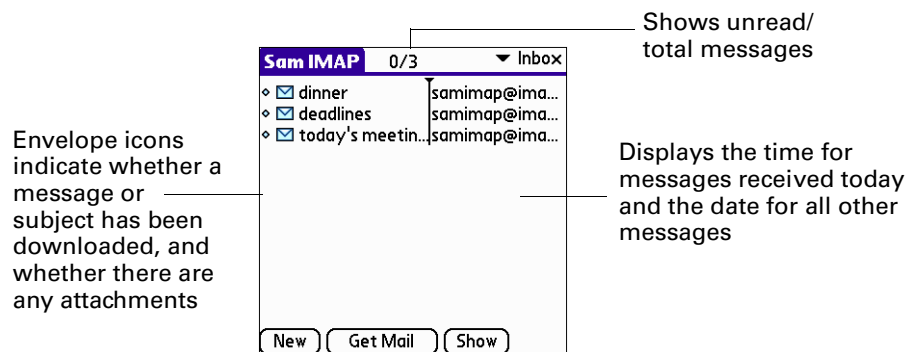 Shows unread/
total messages
Sam IMAP 0/3 Inbox
dinner samimap@ima...
deadlines samimap@ima...
today's meetin... samimap@ima...
Envelope icons
indicate whether a
message or
subject has been
downloaded, and
whether there are
any attachments
Displays the time for
messages received today
and the date for all other
messages
New Get Mail Show